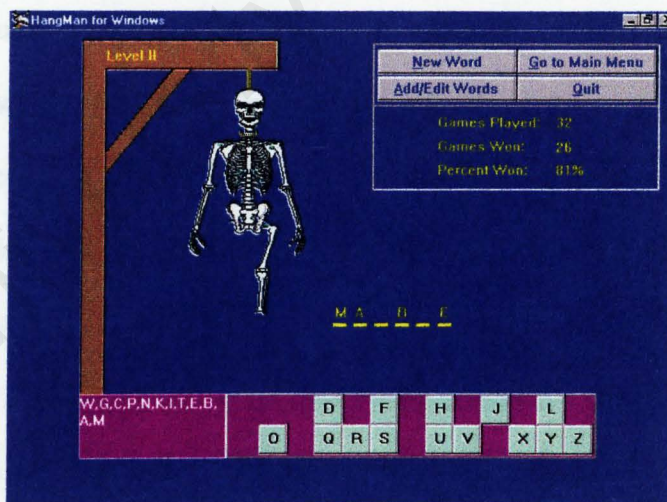 HangMan for Windows
Level II
New Word Go to Main Menu
Add/Edit Words Quit
Games Played: 32
Games Won: 26
Percent Won: 81%
M A _ B _ E
W,G,C,P,N,K,I,T,E,B,
A,M
D F H J L
O Q R S U V X Y Z